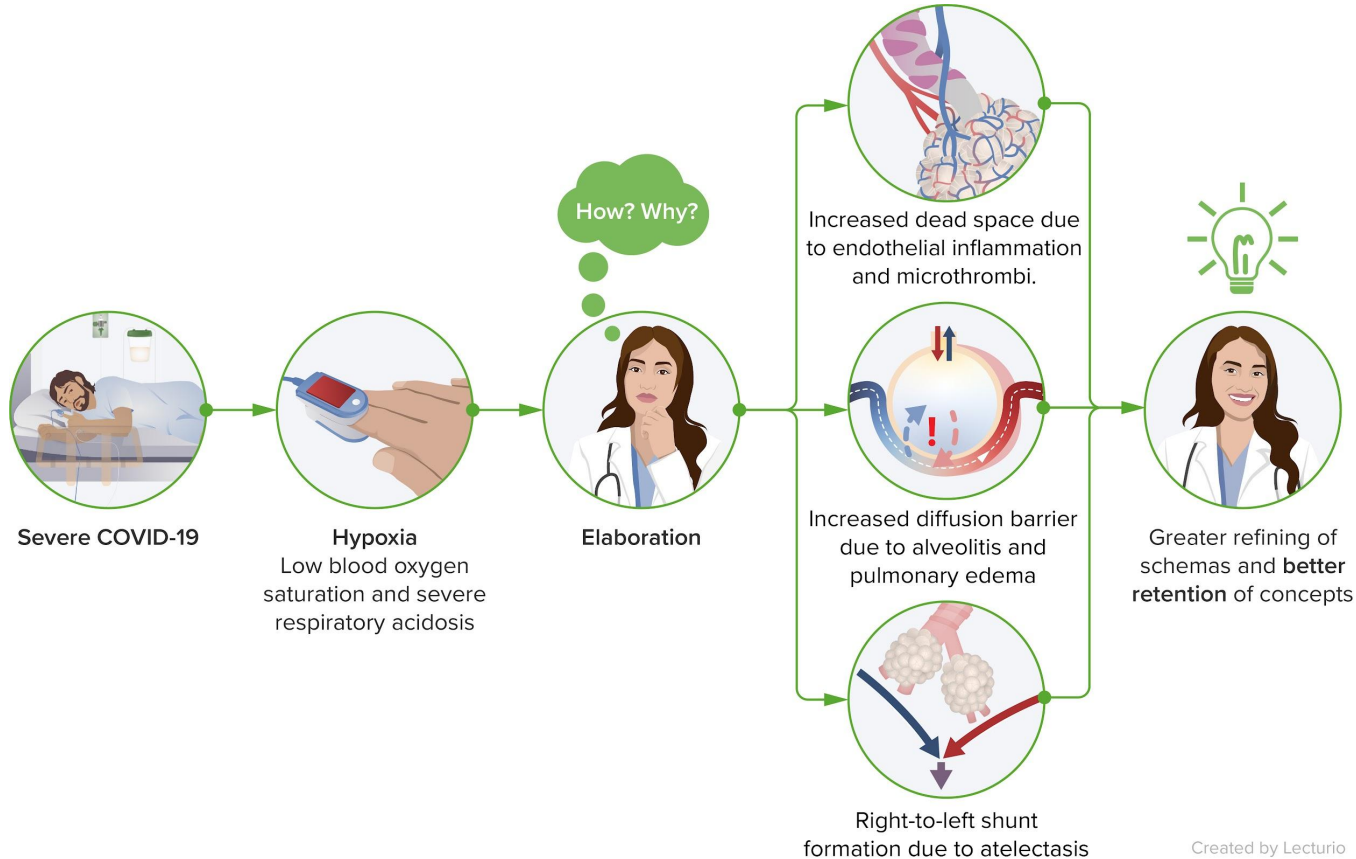 Severe COVID-19
Hypoxia
Low blood oxygen
saturation and severe
respiratory acidosis
How? Why?
Elaboration
Increased dead space due
to endothelial inflammation
and microthrombi.
Increased diffusion barrier
due to alveolitis and
pulmonary edema
!
Right-to-left shunt
formation due to atelectasis
Greater refining of
schemas and better
retention of concepts
Created by Lecturio